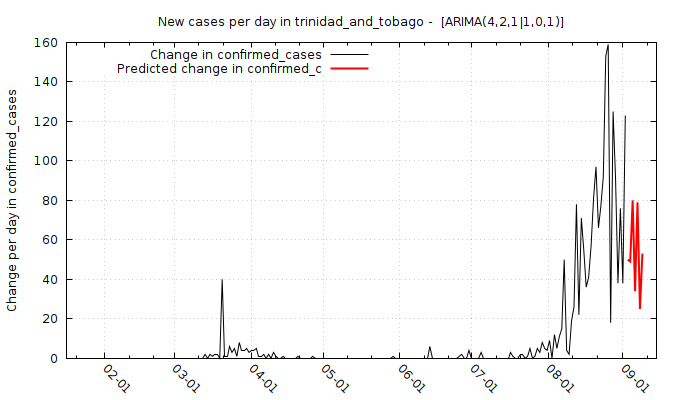 New cases per day in trinidad_and_tobago -  [ARIMA(4,2,1|1,0,1)]
Change in confirmed_cases
Predicted change in confirmed_c
Change per day in confirmed_cases
160
140
120
100
80
60
40
20
0
02-01 03-01 04-01 05-01 06-01 07-01 08-01 09-01